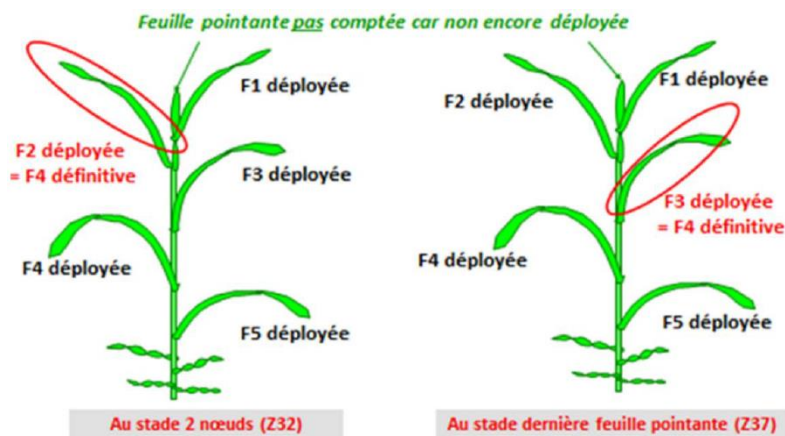 Feuille pointante pas comptée car non encore déployée
F1 déployée
F2 déployée
= F4 définitive
F3 déployée
F4 déployée
F5 déployée
Au stade 2 nœuds (Z32)
F1 déployée
F2 déployée
F3 déployée
= F4 définitive
F4 déployée
F5 déployée
Au stade dernière feuille pointante (Z37)